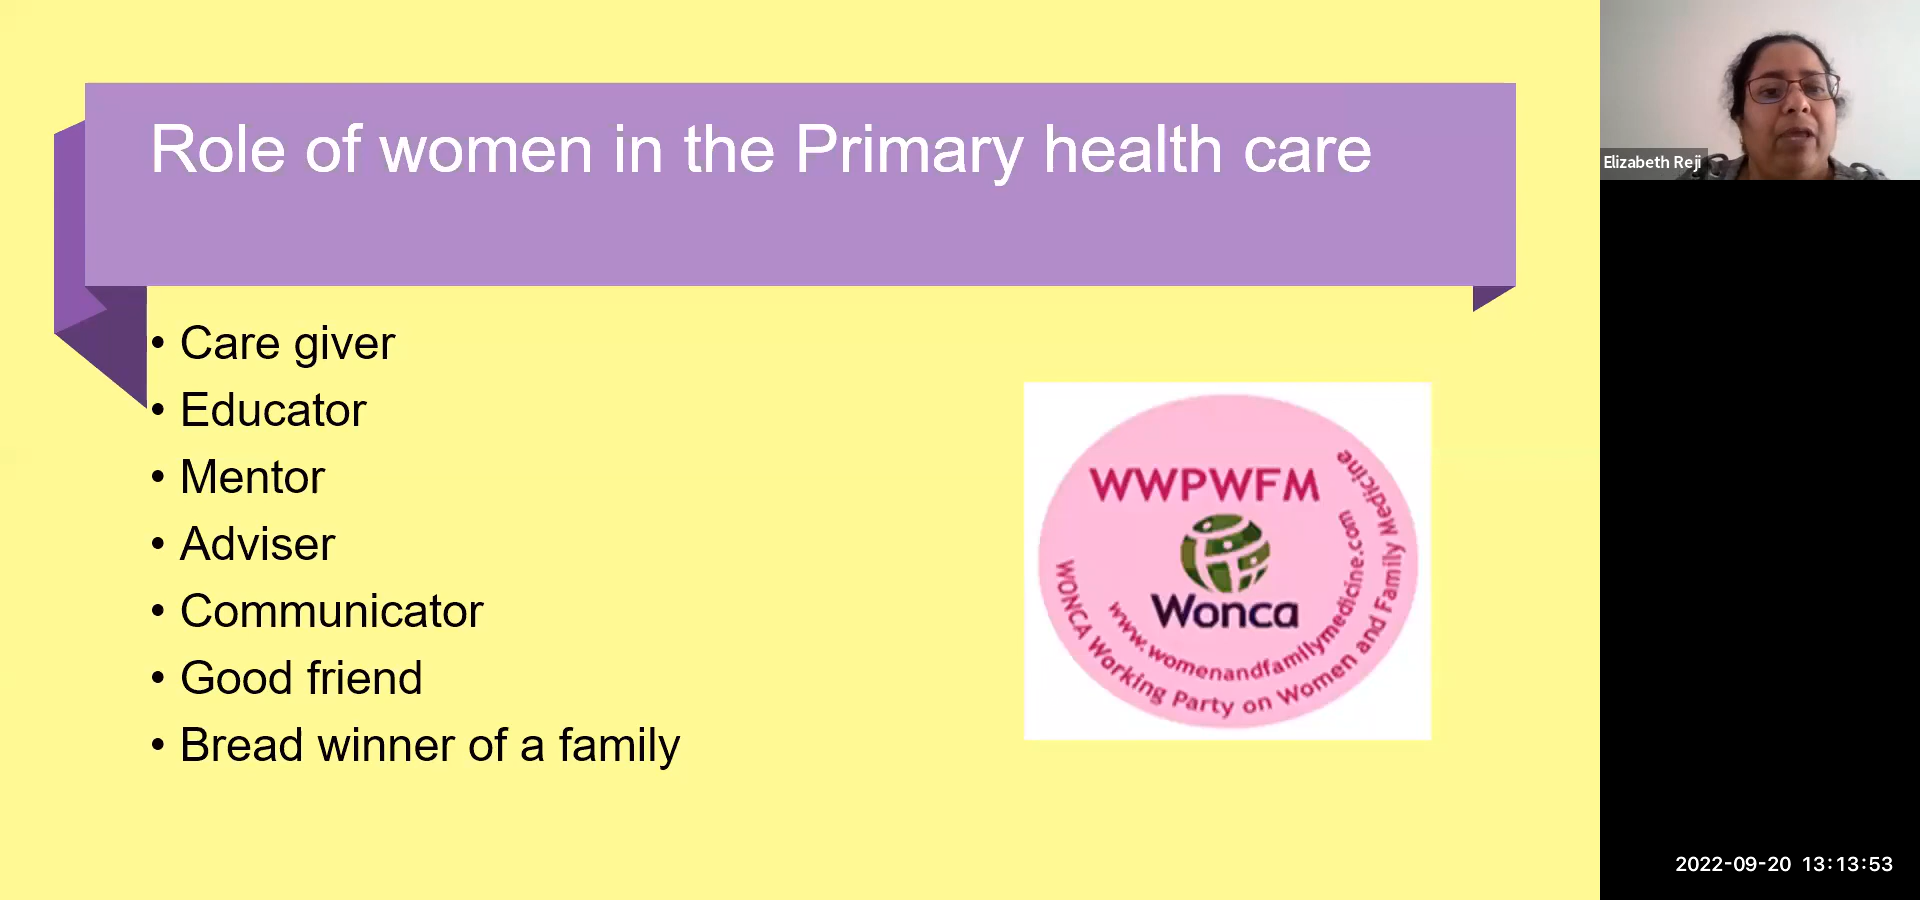 Role of women in the Primary health care
• Care giver
• Educator
• Mentor
• Adviser
• Communicator
• Good friend
• Bread winner of a family
WWPWFM
Wonca
www.womenandfamilymedicine.com
WONCA Working Party on Women and Family Medicine
Elizabeth Reji
2022-09-20 13:13:53